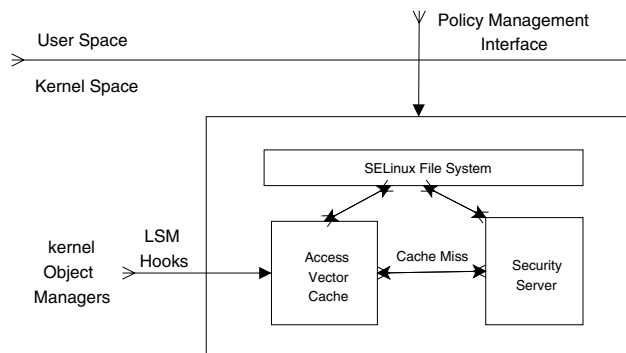 User Space
Policy Management
Interface
Kernel Space
SELinux File System
kernel
Object
Managers
LSM
Hooks
Access
Vector
Cache
Cache Miss
Security
Server